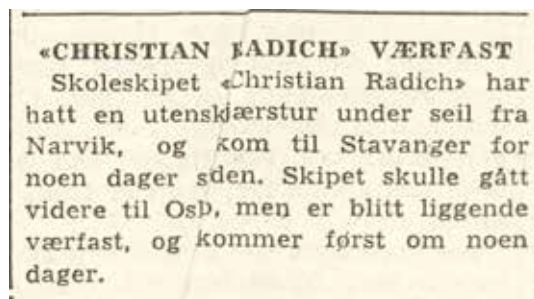 «CHRISTIAN RADICH» VÆRFAST
Skoleskipet «Christian Radich» har
hatt en utenskjærstur under seil fra
Narvik, og kom til Stavanger for
noen dager siden. Skipet skulle gått
videre til Oslo, men er blitt liggende
værfast, og kommer først om noen
dager.